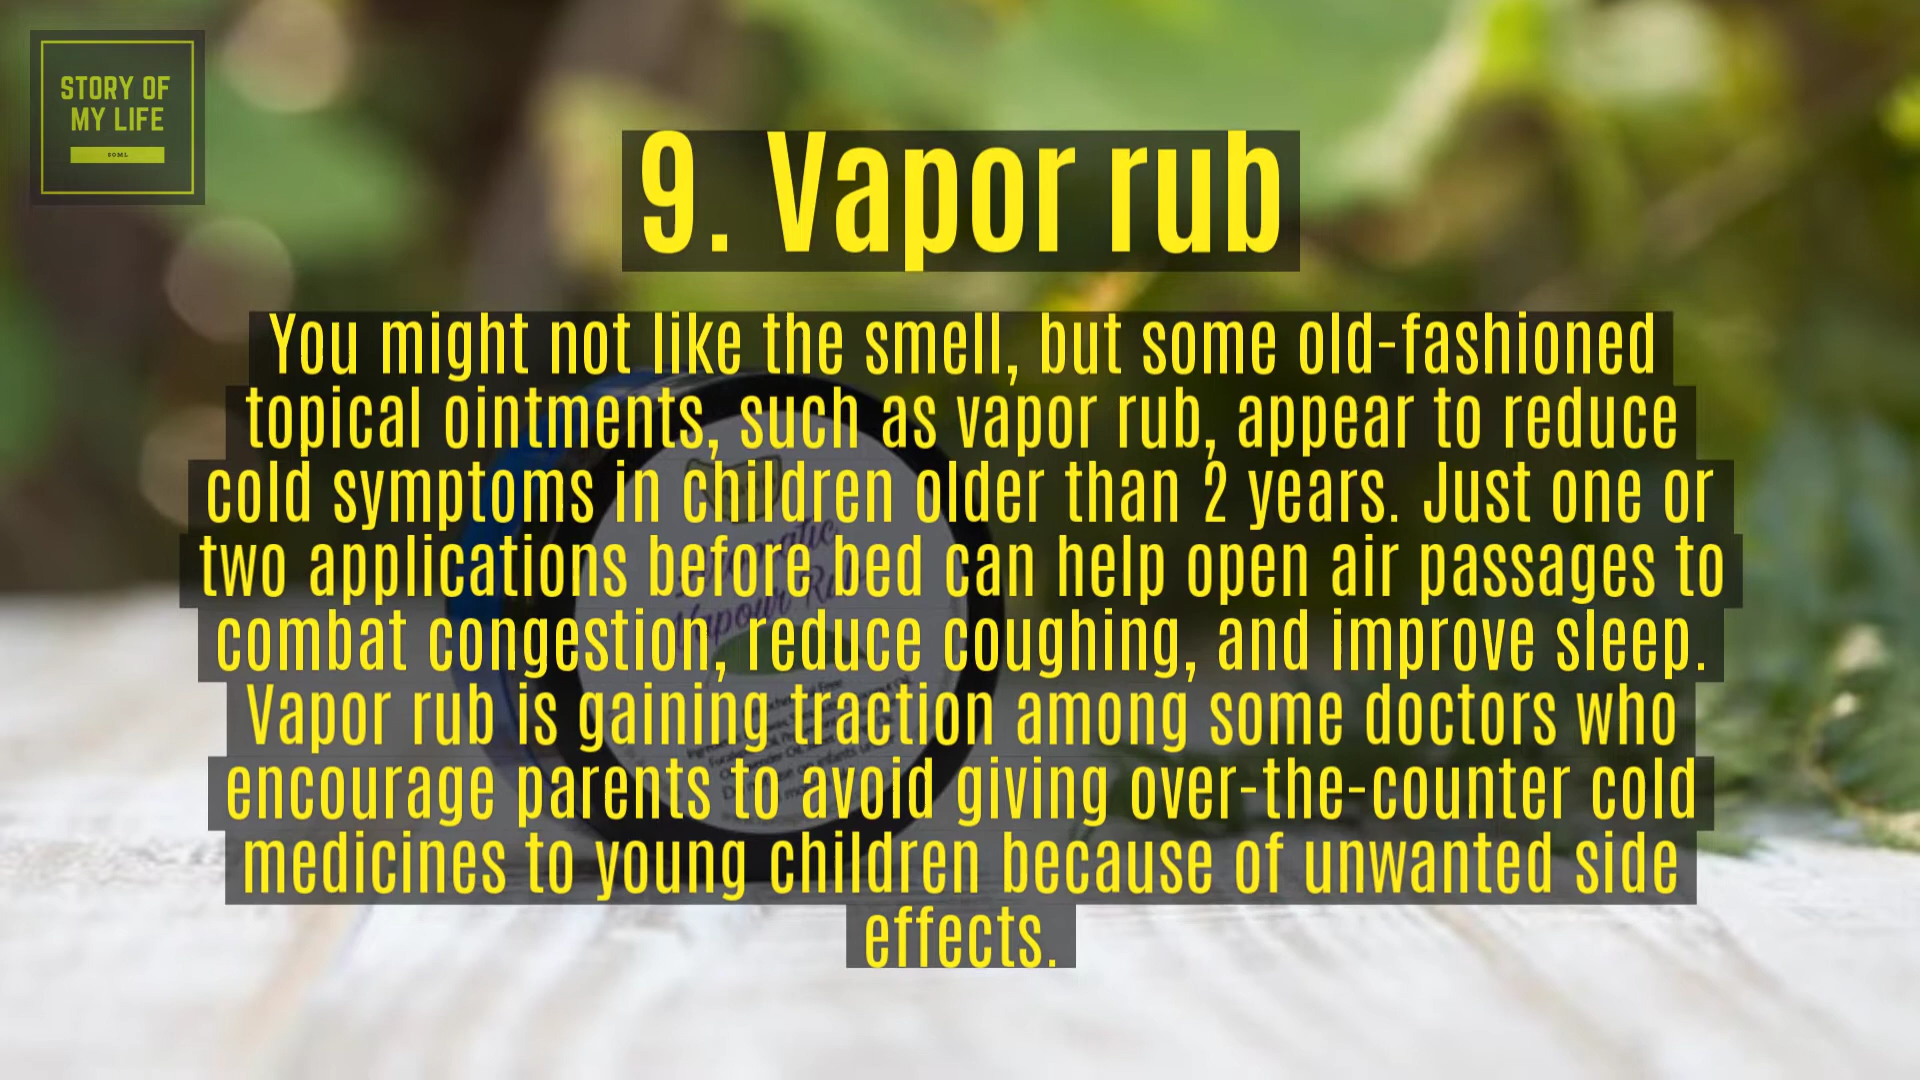 STORY OF
MY LIFE
SOML
9. Vapor rub
You might not like the smell, but some old-fashioned
topical ointments, such as vapor rub, appear to reduce
cold symptoms in children older than 2 years. Just one or
two applications before bed can help open air passages to
combat congestion, reduce coughing, and improve sleep.
Vapor rub is gaining traction among some doctors who
encourage parents to avoid giving over-the-counter cold
medicines to young children because of unwanted side
effects.
Vapour Rub